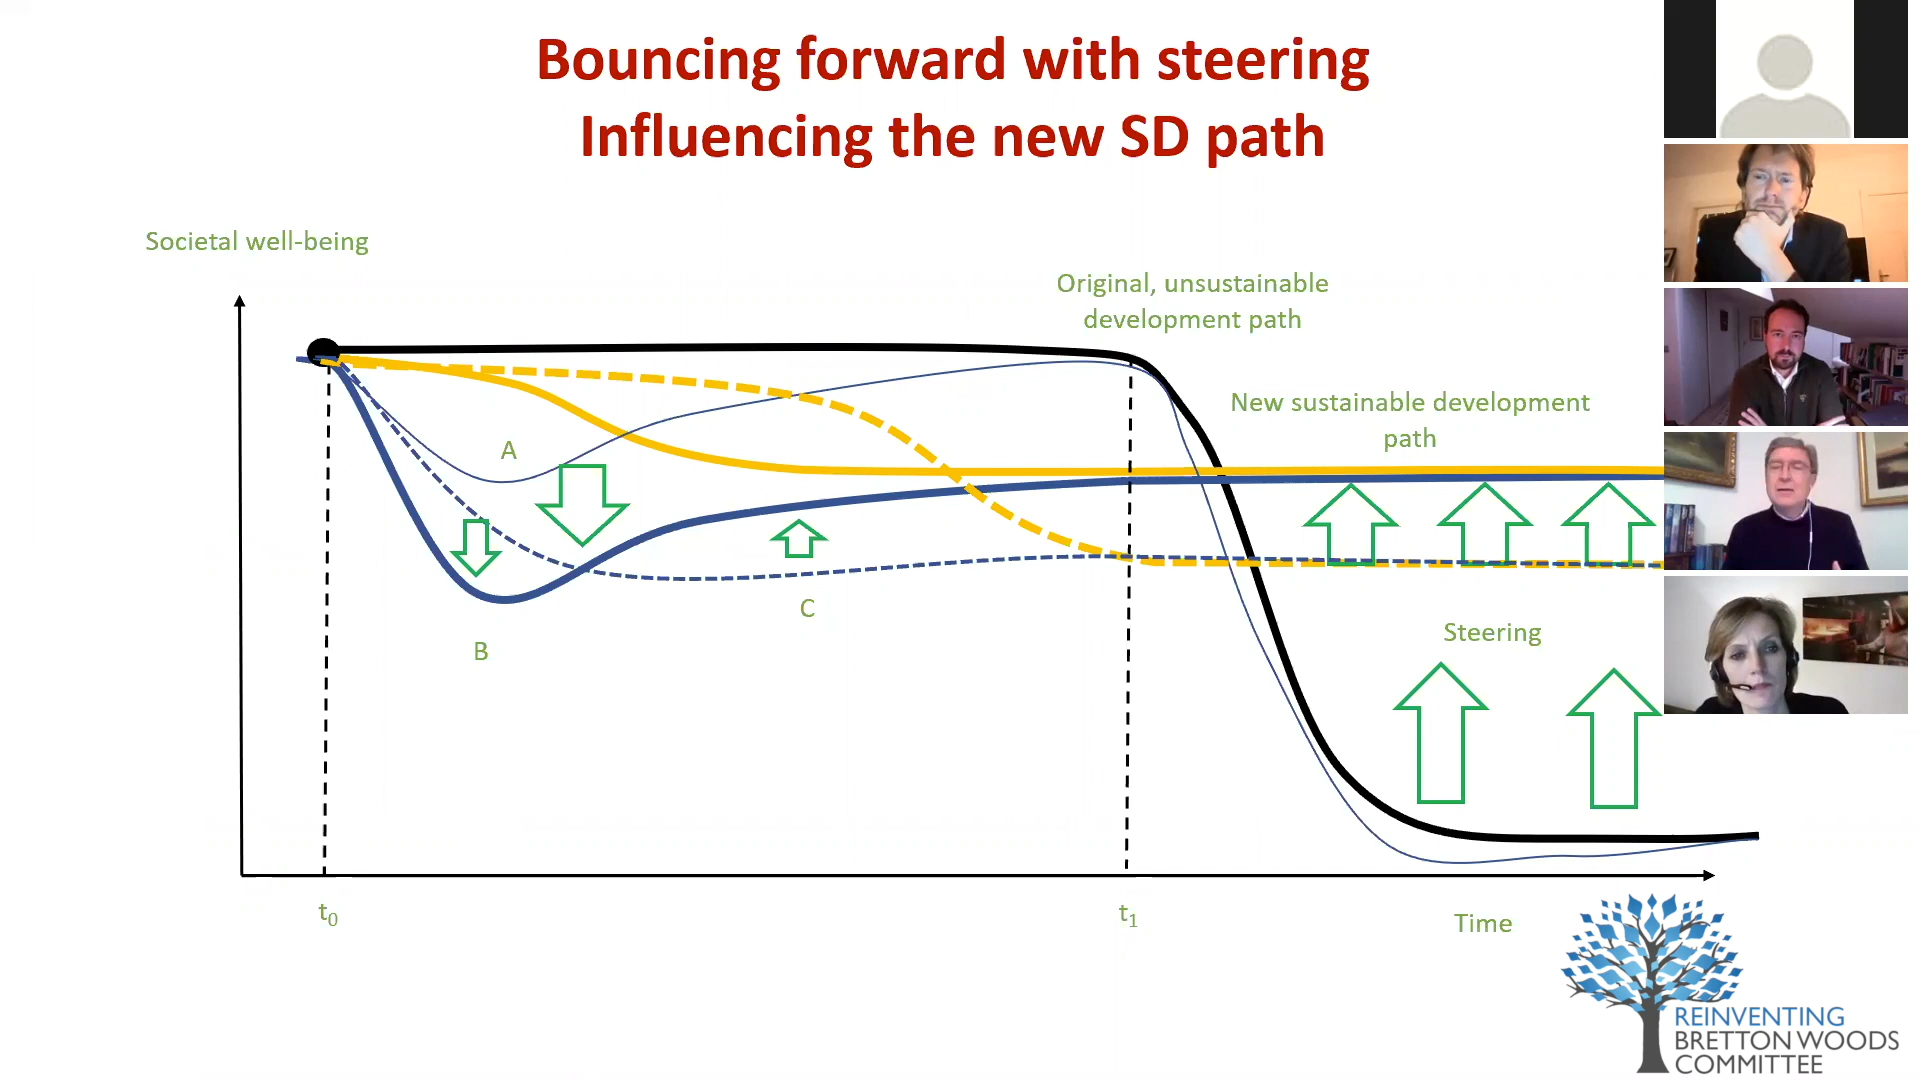 Bouncing forward with steering
Influencing the new SD path
Societal well-being
Original, unsustainable
development path
New sustainable development
path
A
B
C
Steering
t0
t1
Time
REINVENTING
BRETTON WOODS
COMMITTEE